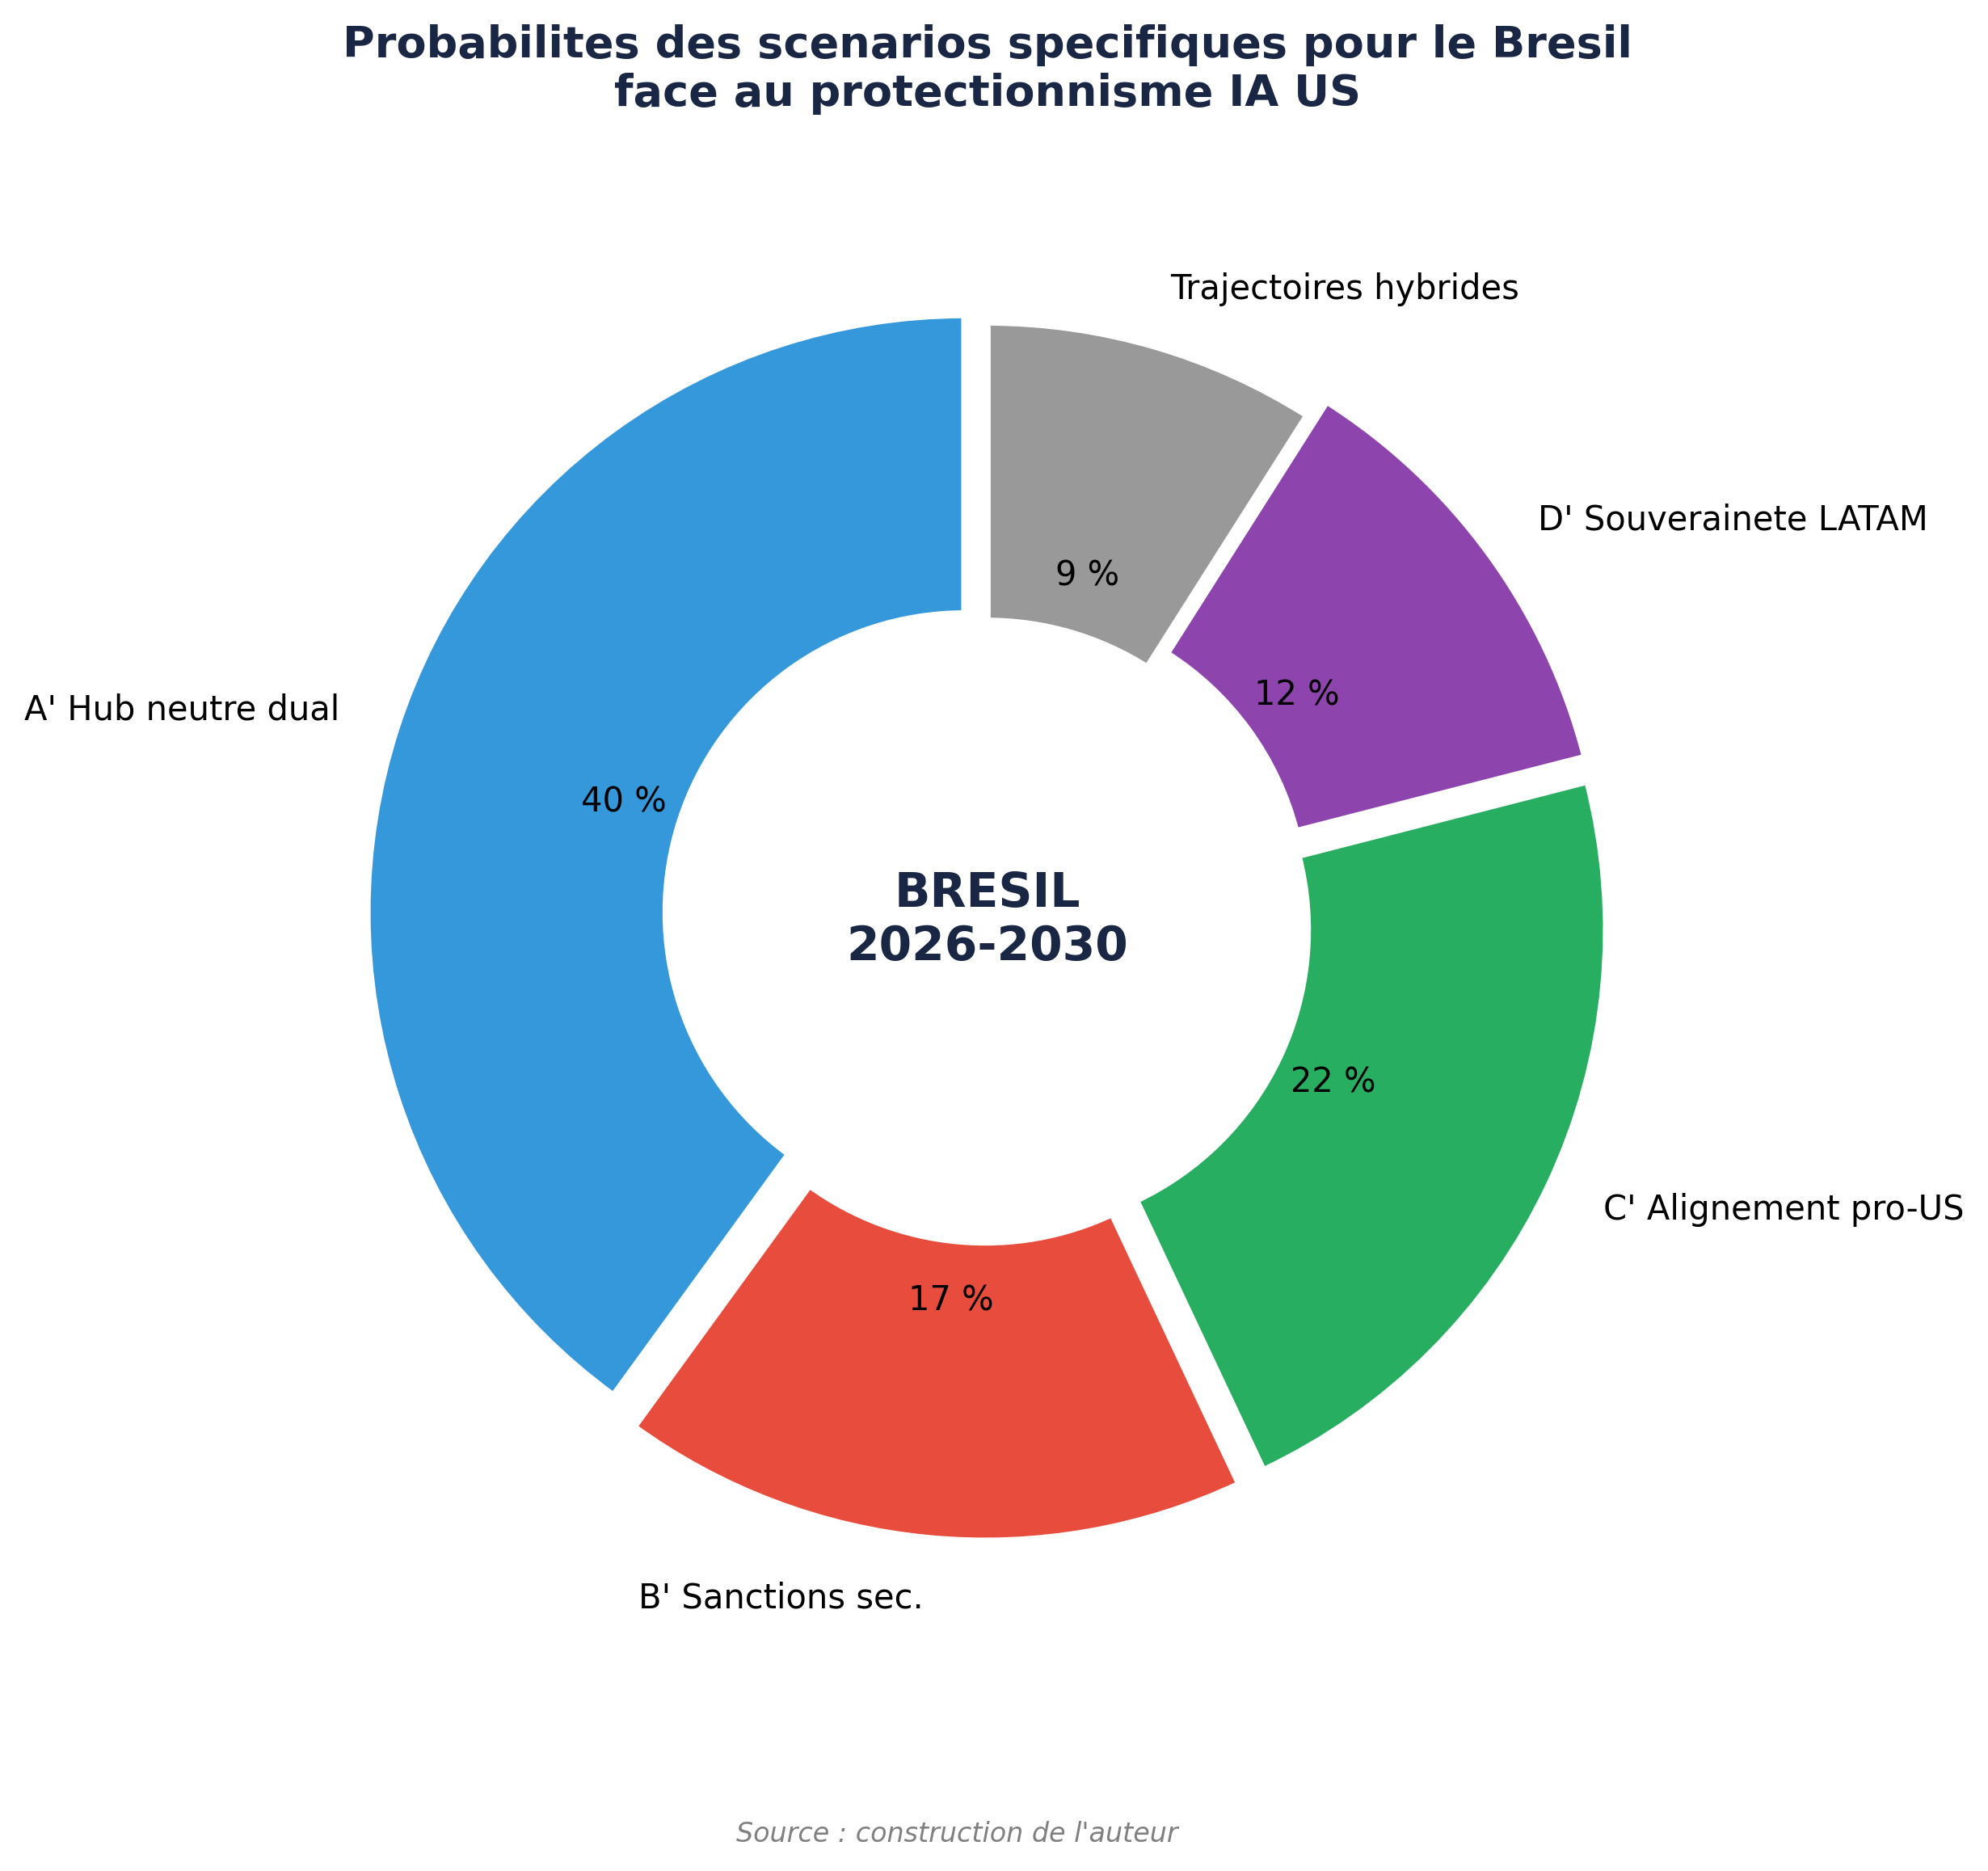 Probabilites des scenarios specifiques pour le Bresil
face au protectionnisme IA US
Trajectoires hybrides
9 %
D' Souverainete LATAM
12 %
A' Hub neutre dual
40 %
BRESIL
2026-2030
22 %
C' Alignement pro-US
17 %
B' Sanctions sec.
Source : construction de l'auteur